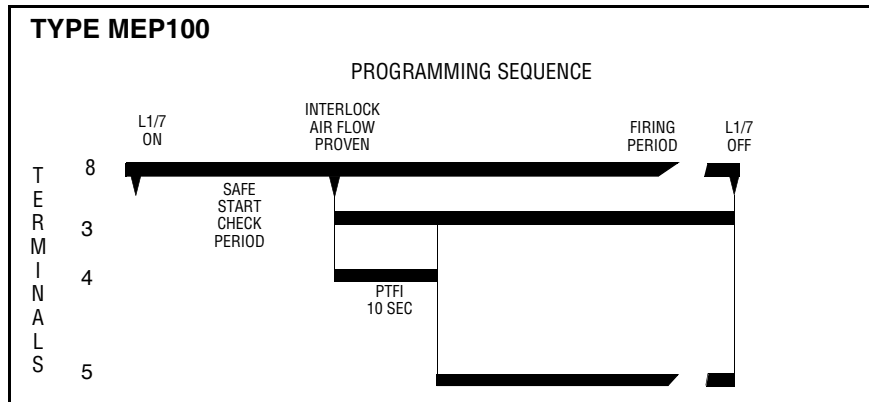 TYPE MEP100
PROGRAMMING SEQUENCE
L1/7
ON
INTERLOCK
AIR FLOW
PROVEN
FIRING
PERIOD
L1/7
OFF
TERMINALS
8
SAFE
START
CHECK
PERIOD
3
4
PTFI
10 SEC
5